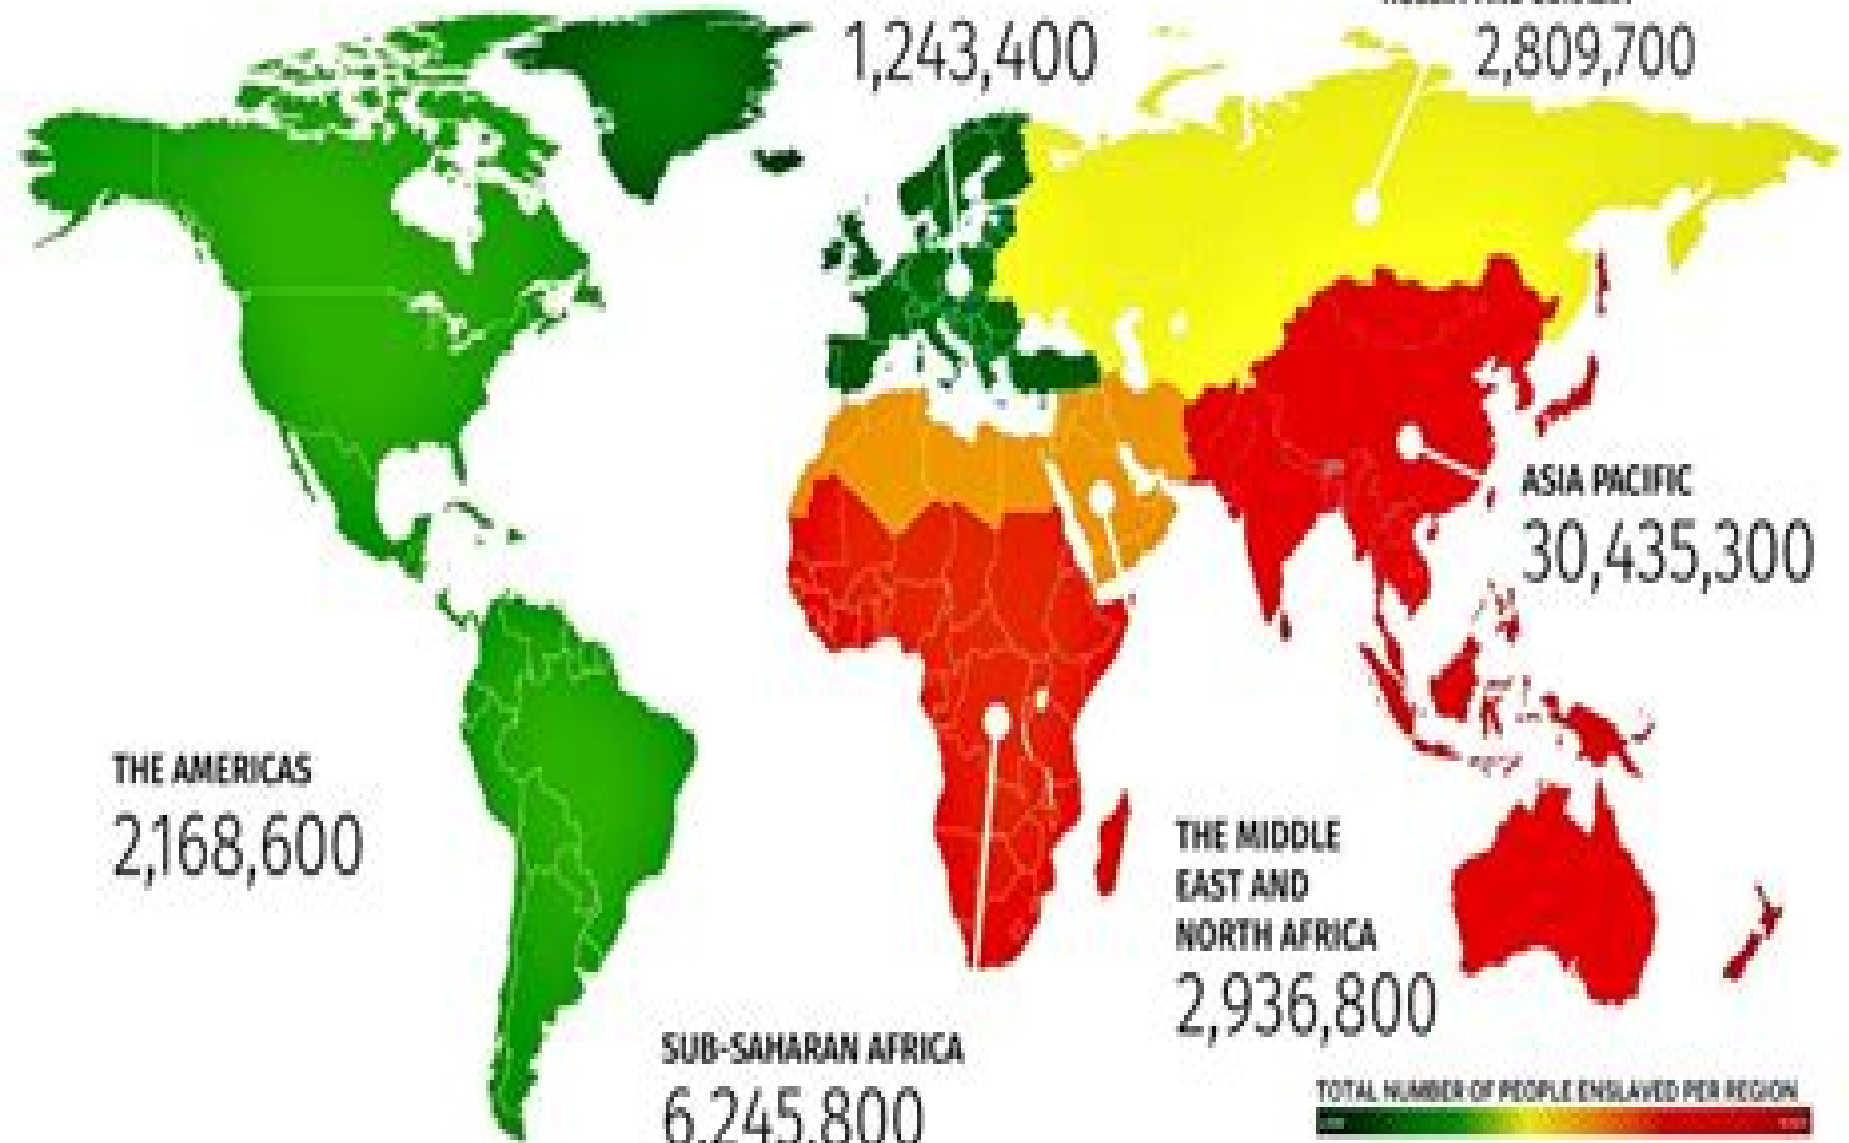 1,243,400
2,809,700
ASIA PACIFIC
30,435,300
THE AMERICAS
2,168,600
THE MIDDLE
EAST AND
NORTH AFRICA
2,936,800
SUB-SAHARAN AFRICA
6,245,800
TOTAL NUMBER OF PEOPLE ENSLAVED PER REGION